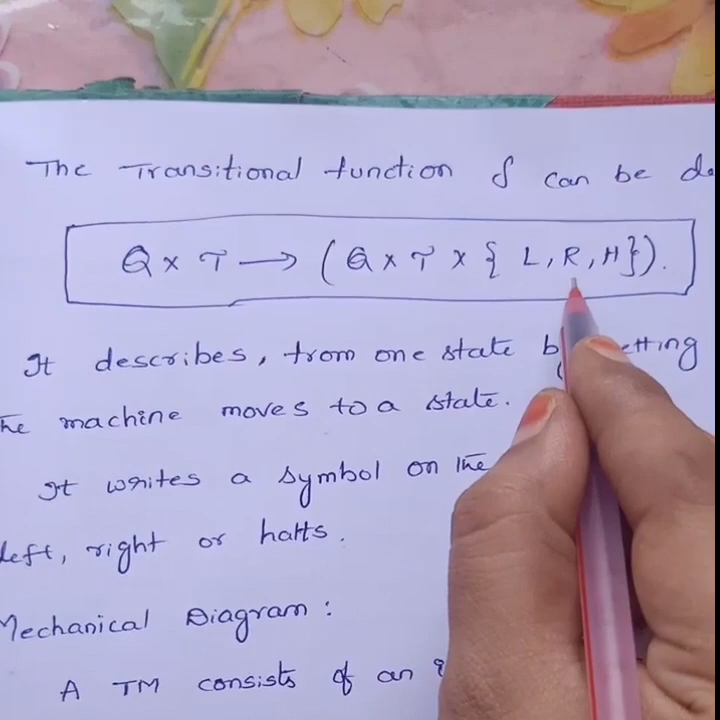 The Transitional function δ can be
Q × T → (Q × T × { L, R, H}).
It describes, from one state
The machine moves to a state.
It writes a symbol on the
left, right or halts.
Mechanical Diagram:
A TM consists of an